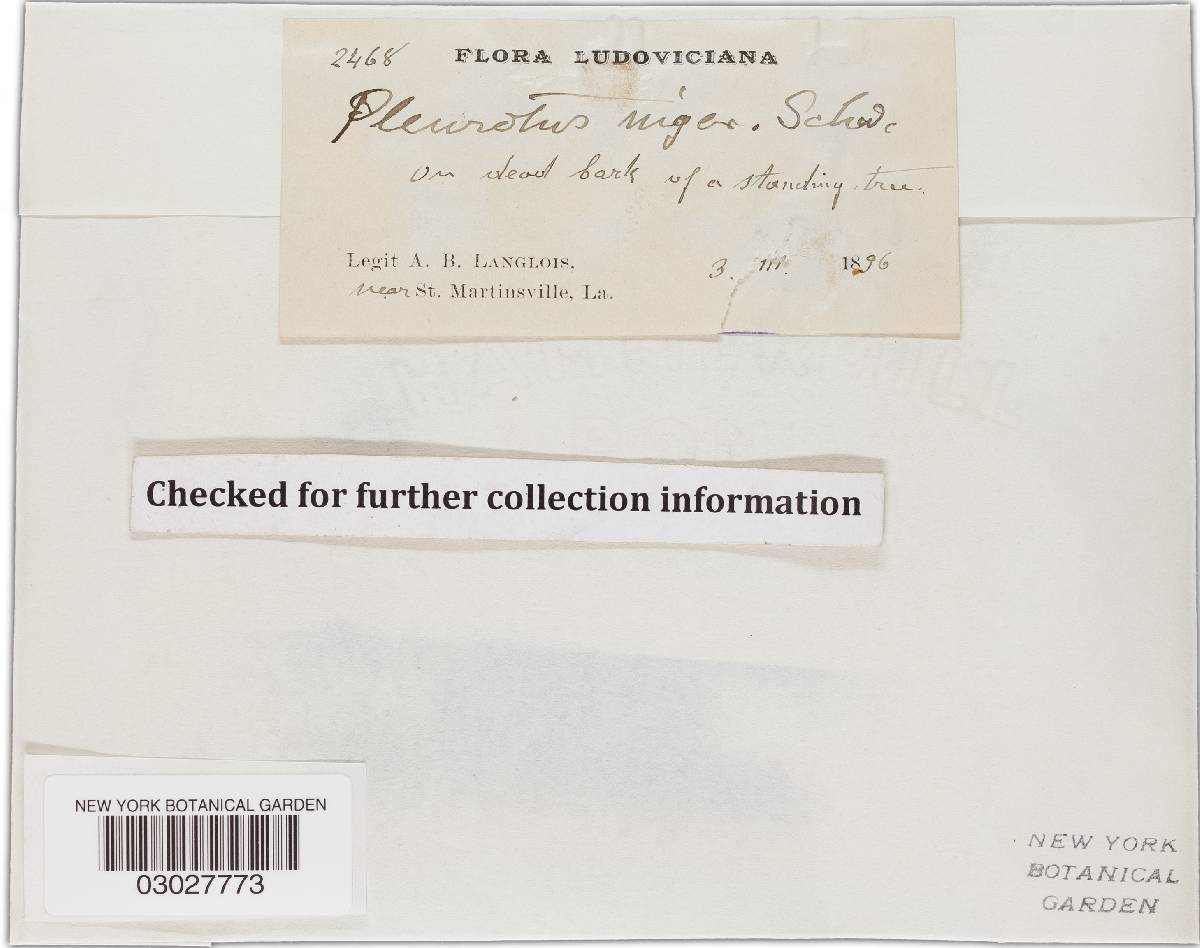 2468 FLORA LUDOVICIANA
Pleurotus niger. Schw.
on dead bark of a standing tree.
Legit A. B. LANGLOIS, 3. III. 1896
near St. Martinsville, La.
Checked for further collection information
NEW YORK BOTANICAL GARDEN
03027773
NEW YORK
BOTANICAL
GARDEN